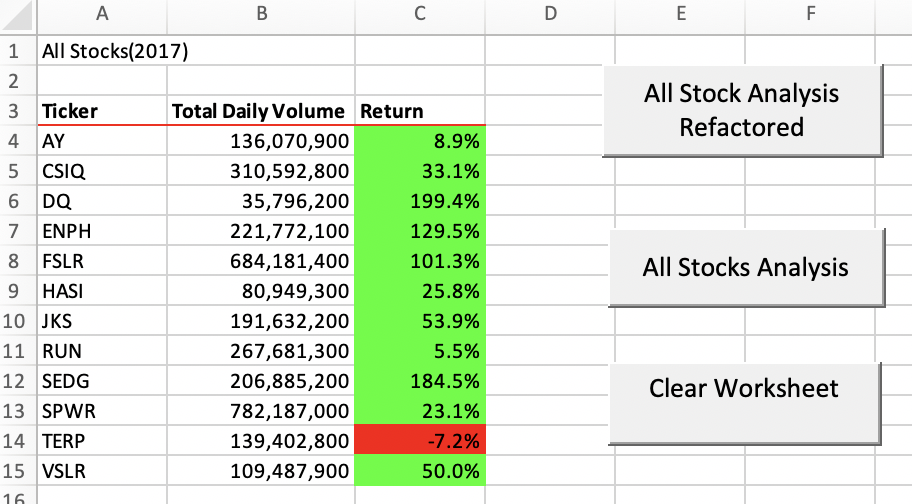 A B C D E F
1 All Stocks(2017)
2
3 Ticker Total Daily Volume Return
4 AY 136,070,900 8.9%
5 CSIQ 310,592,800 33.1%
6 DQ 35,796,200 199.4%
7 ENPH 221,772,100 129.5%
8 FSLR 684,181,400 101.3%
9 HASI 80,949,300 25.8%
10 JKS 191,632,200 53.9%
11 RUN 267,681,300 5.5%
12 SEDG 206,885,200 184.5%
13 SPWR 782,187,000 23.1%
14 TERP 139,402,800 -7.2%
15 VSLR 109,487,900 50.0%
16
All Stock Analysis
Refactored
All Stocks Analysis
Clear Worksheet